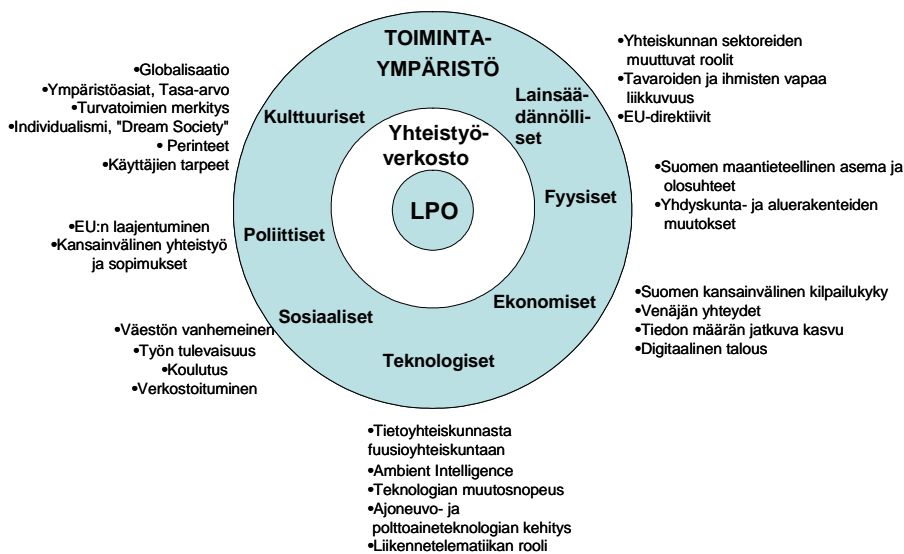 TOIMINTA-
YMPÄRISTÖ
•Globalisaatio
•Ympäristöasiat, Tasa-arvo
•Turvatoimien merkitys
•Individualismi, "Dream Society"
•Perinteet
•Käyttäjien tarpeet
Kulttuuriset
Lainsää-
dännölli-
set
•Yhteiskunnan sektoreiden
muuttuvat roolit
•Tavaroiden ja ihmisten vapaa
liikkuvuus
•EU-direktiivit
Yhteistyö-
verkosto
LPO
Fyysiset
•Suomen maantieteellinen asema ja
olosuhteet
•Yhdyskunta- ja aluerakenteiden
muutokset
•EU:n laajentuminen
•Kansainvälinen yhteistyö
ja sopimukset
Poliittiset
Ekonomiset
•Suomen kansainvälinen kilpailukyky
•Venäjän yhteydet
•Tiedon määrän jatkuva kasvu
•Digitaalinen talous
Sosiaaliset
•Väestön vanhemeinen
•Työn tulevaisuus
•Koulutus
•Verkostoituminen
Teknologiset
•Tietoyhteiskunnasta
fuusioyhteiskuntaan
•Ambient Intelligence
•Teknologian muutosnopeus
•Ajoneuvo- ja
polttoaineteknologian kehitys
•Liikennetelematiikan rooli